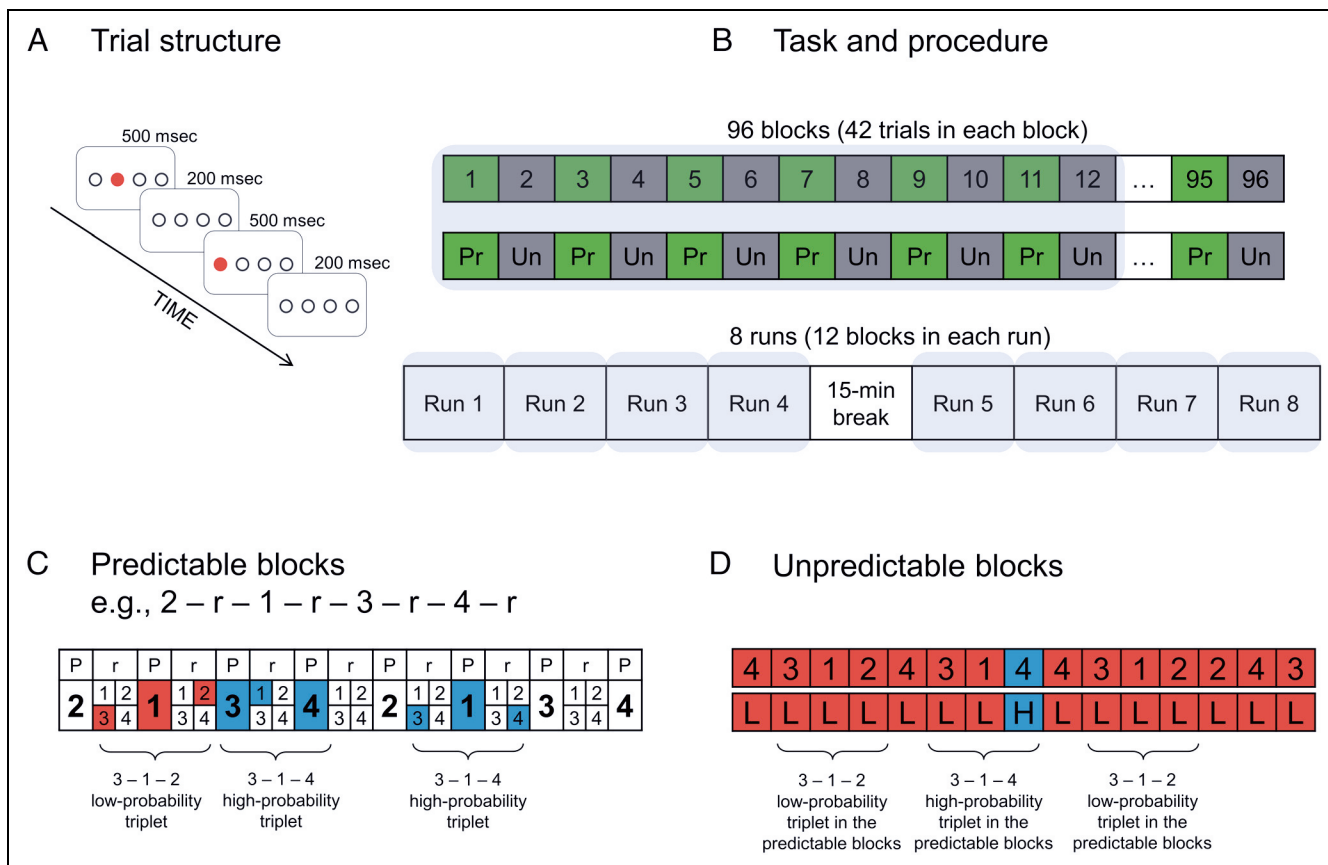 A Trial structure
500 msec
200 msec
500 msec
200 msec
TIME
B Task and procedure
96 blocks (42 trials in each block)
1 2 3 4 5 6 7 8 9 10 11 12 ... 95 96
Pr Un Pr Un Pr Un Pr Un Pr Un Pr Un ... Pr Un
8 runs (12 blocks in each run)
Run 1 Run 2 Run 3 Run 4 15-min break Run 5 Run 6 Run 7 Run 8
C Predictable blocks
e.g., 2 – r – 1 – r – 3 – r – 4 – r
P r P r P r P r P r P r P r P
1 2 1 2 1 2 1 2 1 2 1 2 1 2
2 1 3 4 2 1 3 4
3 4 3 4 3 4 3 4 3 4 3 4 3 4
3 – 1 – 2
low-probability
triplet
3 – 1 – 4
high-probability
triplet
3 – 1 – 4
high-probability
triplet
D Unpredictable blocks
4 3 1 2 4 3 1 4 4 3 1 2 2 4 3
L L L L L L L H L L L L L L L
3 – 1 – 2
low-probability
triplet in the
predictable blocks
3 – 1 – 4
high-probability
triplet in the
predictable blocks
3 – 1 – 2
low-probability
triplet in the
predictable blocks